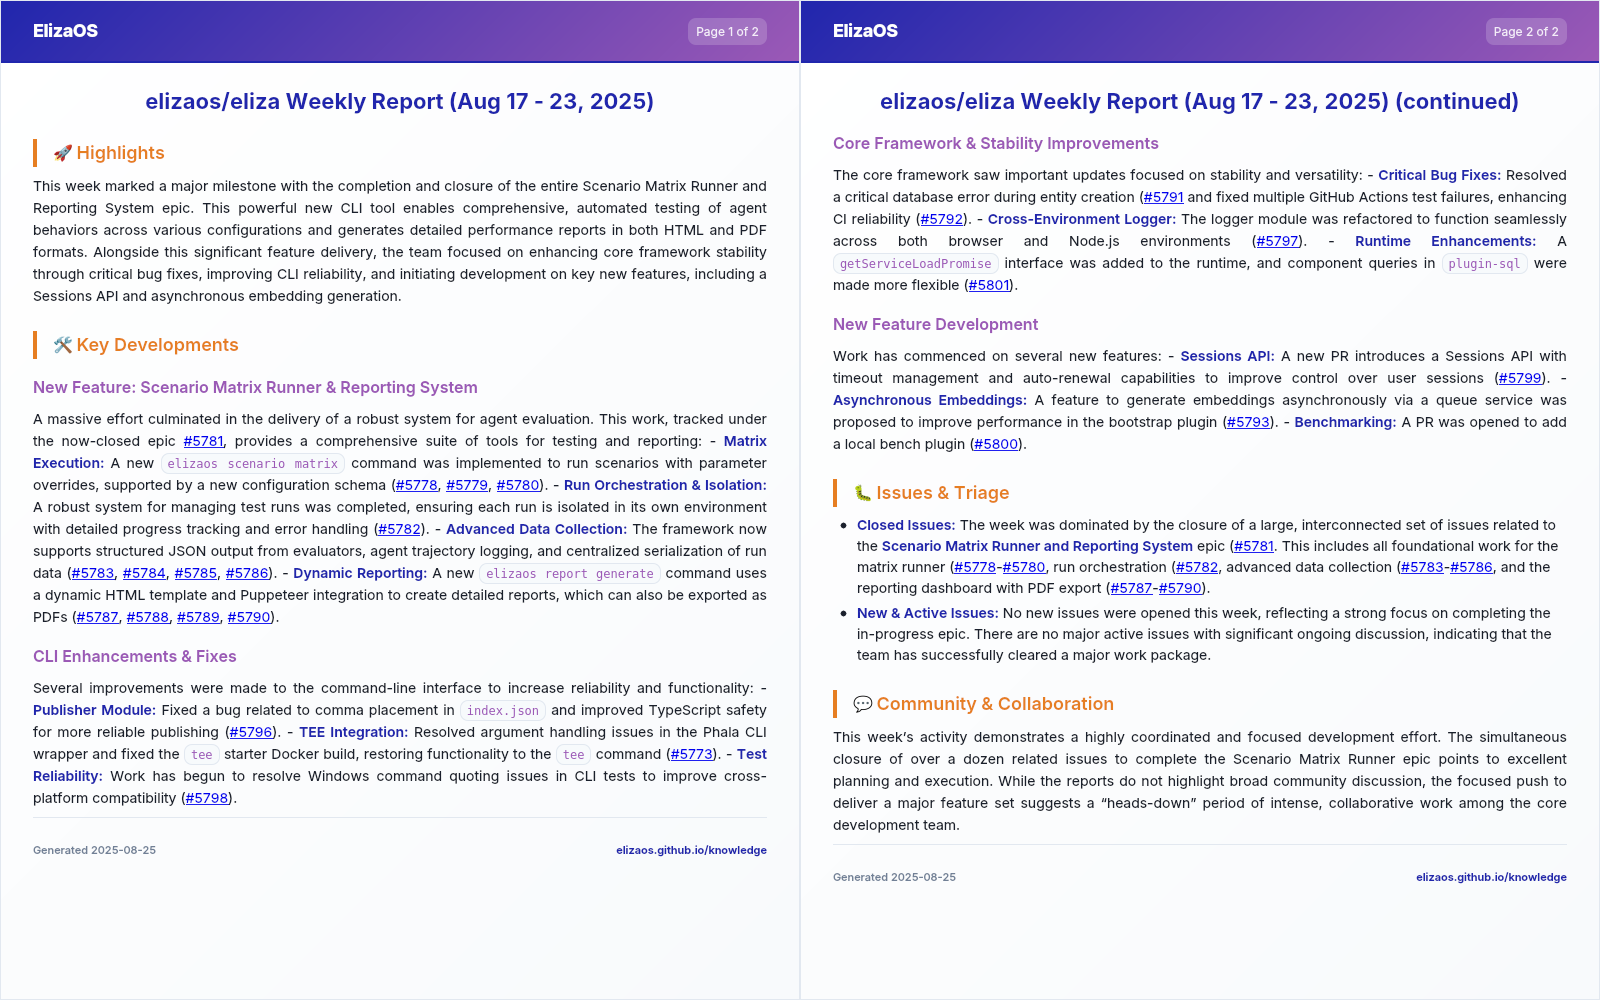 ElizaOS
Page 1 of 2
elizaos/eliza Weekly Report (Aug 17 - 23, 2025)
🚀 Highlights
This week marked a major milestone with the completion and closure of the entire Scenario Matrix Runner and
Reporting System epic. This powerful new CLI tool enables comprehensive, automated testing of agent
behaviors across various configurations and generates detailed performance reports in both HTML and PDF
formats. Alongside this significant feature delivery, the team focused on enhancing core framework stability
through critical bug fixes, improving CLI reliability, and initiating development on key new features, including a
Sessions API and asynchronous embedding generation.
🛠️ Key Developments
New Feature: Scenario Matrix Runner & Reporting System
A massive effort culminated in the delivery of a robust system for agent evaluation. This work, tracked under
the now-closed epic #5781, provides a comprehensive suite of tools for testing and reporting: - Matrix
Execution: A new elizaos scenario matrix command was implemented to run scenarios with parameter
overrides, supported by a new configuration schema (#5778, #5779, #5780). - Run Orchestration & Isolation:
A robust system for managing test runs was completed, ensuring each run is isolated in its own environment
with detailed progress tracking and error handling (#5782). - Advanced Data Collection: The framework now
supports structured JSON output from evaluators, agent trajectory logging, and centralized serialization of run
data (#5783, #5784, #5785, #5786). - Dynamic Reporting: A new elizaos report generate command uses
a dynamic HTML template and Puppeteer integration to create detailed reports, which can also be exported as
PDFs (#5787, #5788, #5789, #5790).
CLI Enhancements & Fixes
Several improvements were made to the command-line interface to increase reliability and functionality: -
Publisher Module: Fixed a bug related to comma placement in index.json and improved TypeScript safety
for more reliable publishing (#5796). - TEE Integration: Resolved argument handling issues in the Phala CLI
wrapper and fixed the tee starter Docker build, restoring functionality to the tee command (#5773). - Test
Reliability: Work has begun to resolve Windows command quoting issues in CLI tests to improve cross-
platform compatibility (#5798).
Generated 2025-08-25
elizaos.github.io/knowledge
ElizaOS
Page 2 of 2
elizaos/eliza Weekly Report (Aug 17 - 23, 2025) (continued)
Core Framework & Stability Improvements
The core framework saw important updates focused on stability and versatility: - Critical Bug Fixes: Resolved
a critical database error during entity creation (#5791 and fixed multiple GitHub Actions test failures, enhancing
CI reliability (#5792). - Cross-Environment Logger: The logger module was refactored to function seamlessly
across both browser and Node.js environments (#5797). - Runtime Enhancements: A
getServiceLoadPromise interface was added to the runtime, and component queries in plugin-sql were
made more flexible (#5801).
New Feature Development
Work has commenced on several new features: - Sessions API: A new PR introduces a Sessions API with
timeout management and auto-renewal capabilities to improve control over user sessions (#5799). -
Asynchronous Embeddings: A feature to generate embeddings asynchronously via a queue service was
proposed to improve performance in the bootstrap plugin (#5793). - Benchmarking: A PR was opened to add
a local bench plugin (#5800).
🐛 Issues & Triage
● Closed Issues: The week was dominated by the closure of a large, interconnected set of issues related to
the Scenario Matrix Runner and Reporting System epic (#5781. This includes all foundational work for the
matrix runner (#5778-#5780, run orchestration (#5782, advanced data collection (#5783-#5786, and the
reporting dashboard with PDF export (#5787-#5790).
● New & Active Issues: No new issues were opened this week, reflecting a strong focus on completing the
in-progress epic. There are no major active issues with significant ongoing discussion, indicating that the
team has successfully cleared a major work package.
💬 Community & Collaboration
This week's activity demonstrates a highly coordinated and focused development effort. The simultaneous
closure of over a dozen related issues to complete the Scenario Matrix Runner epic points to excellent
planning and execution. While the reports do not highlight broad community discussion, the focused push to
deliver a major feature set suggests a “heads-down” period of intense, collaborative work among the core
development team.
Generated 2025-08-25
elizaos.github.io/knowledge